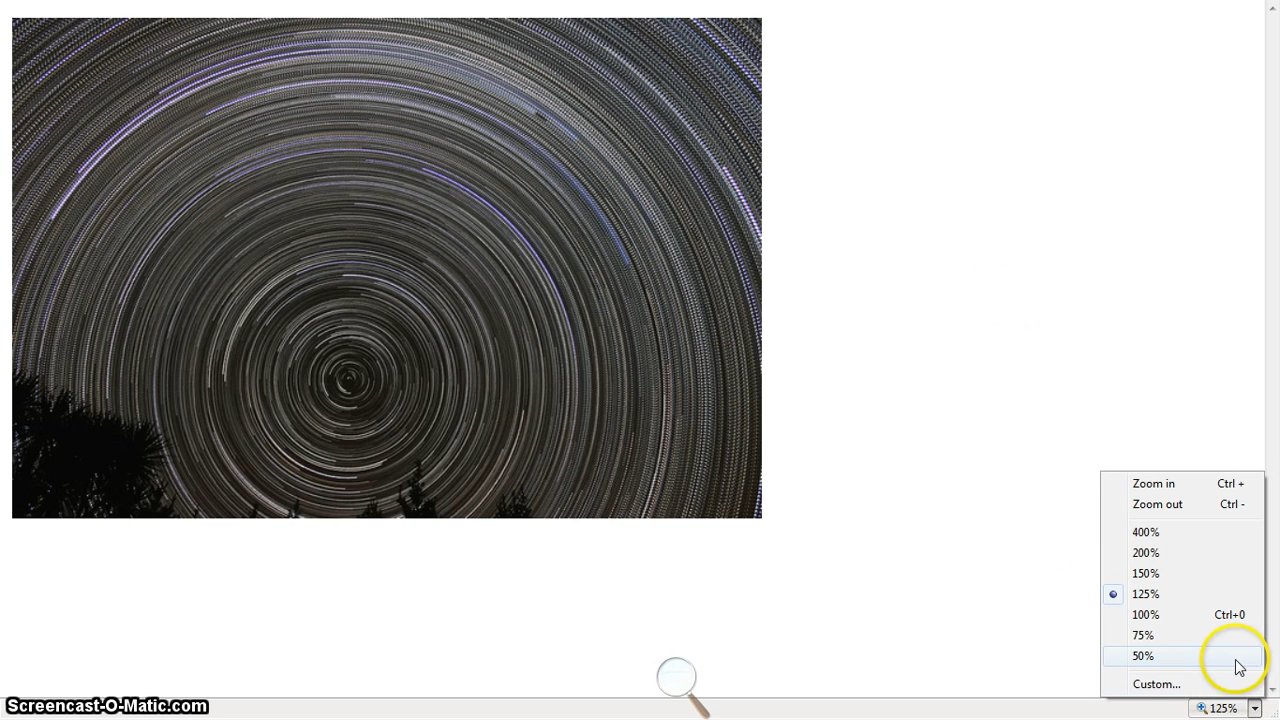 Zoom in Ctrl +
Zoom out Ctrl -
400%
200%
150%
125%
100% Ctrl+0
75%
50%
Custom...
Screencast-O-Matic.com
125%